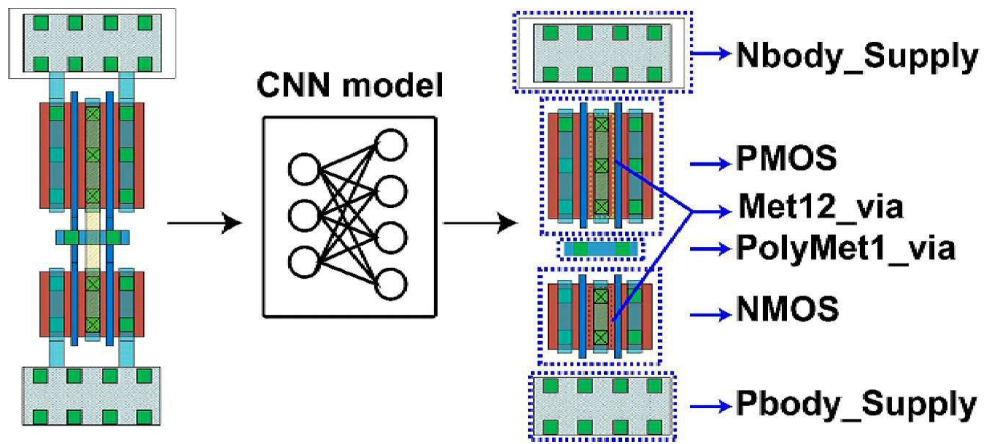 CNN model
Nbody_Supply
PMOS
Met12_via
PolyMet1_via
NMOS
Pbody_Supply